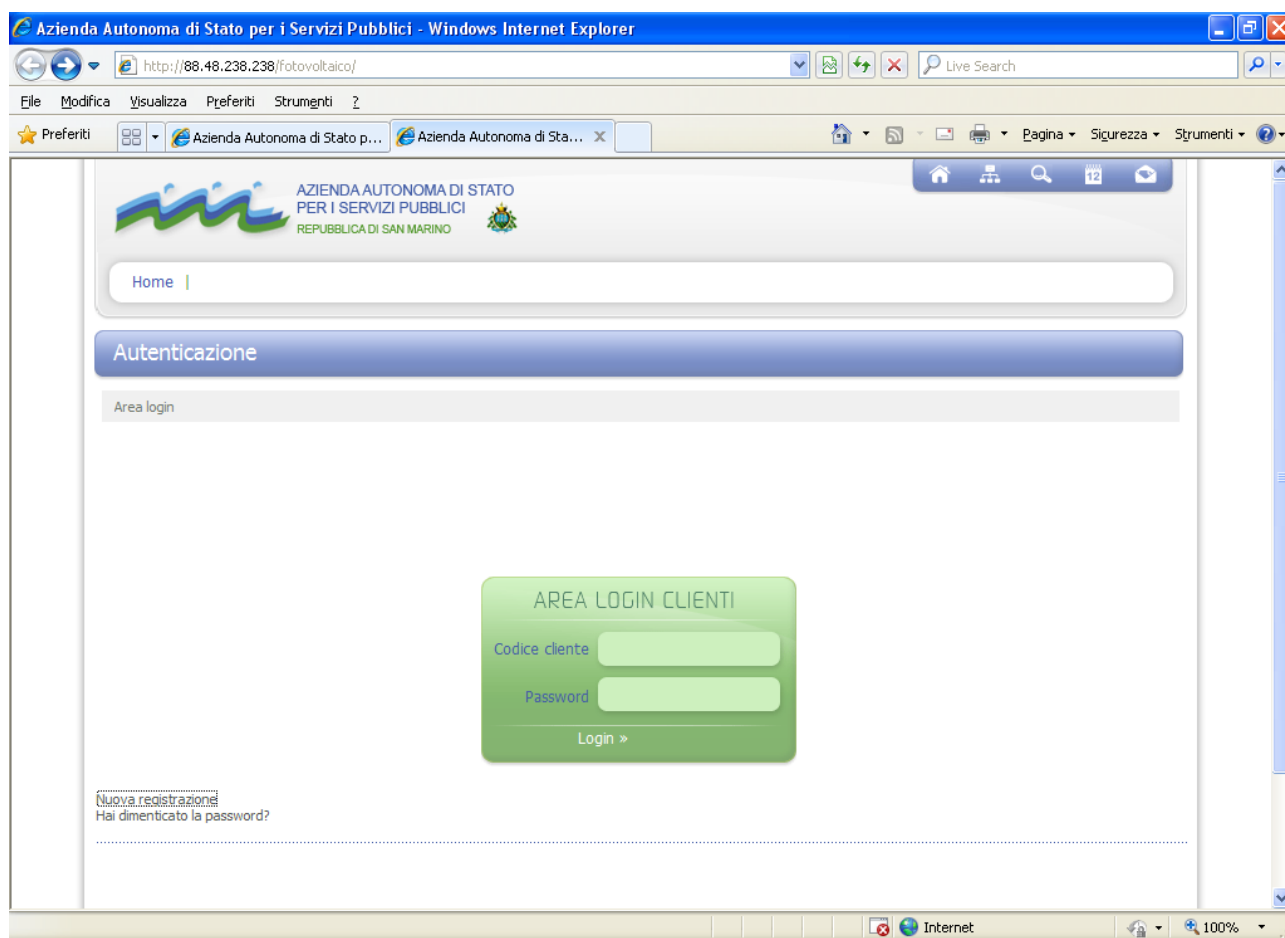 Azienda Autonoma di Stato per i Servizi Pubblici - Windows Internet Explorer
http://88.48.238.238/fotovoltaico/
Live Search
File Modifica Visualizza Preferiti Strumenti ?
Preferiti
Azienda Autonoma di Stato p...
Azienda Autonoma di Sta...
Pagina
Sicurezza
Strumenti
12
AZIENDA AUTONOMA DI STATO
PER I SERVIZI PUBBLICI
REPUBBLICA DI SAN MARINO
Home |
Autenticazione
Area login
AREA LOGIN CLIENTI
Codice cliente
Password
Login »
Nuova registrazione
Hai dimenticato la password?
Internet
100%